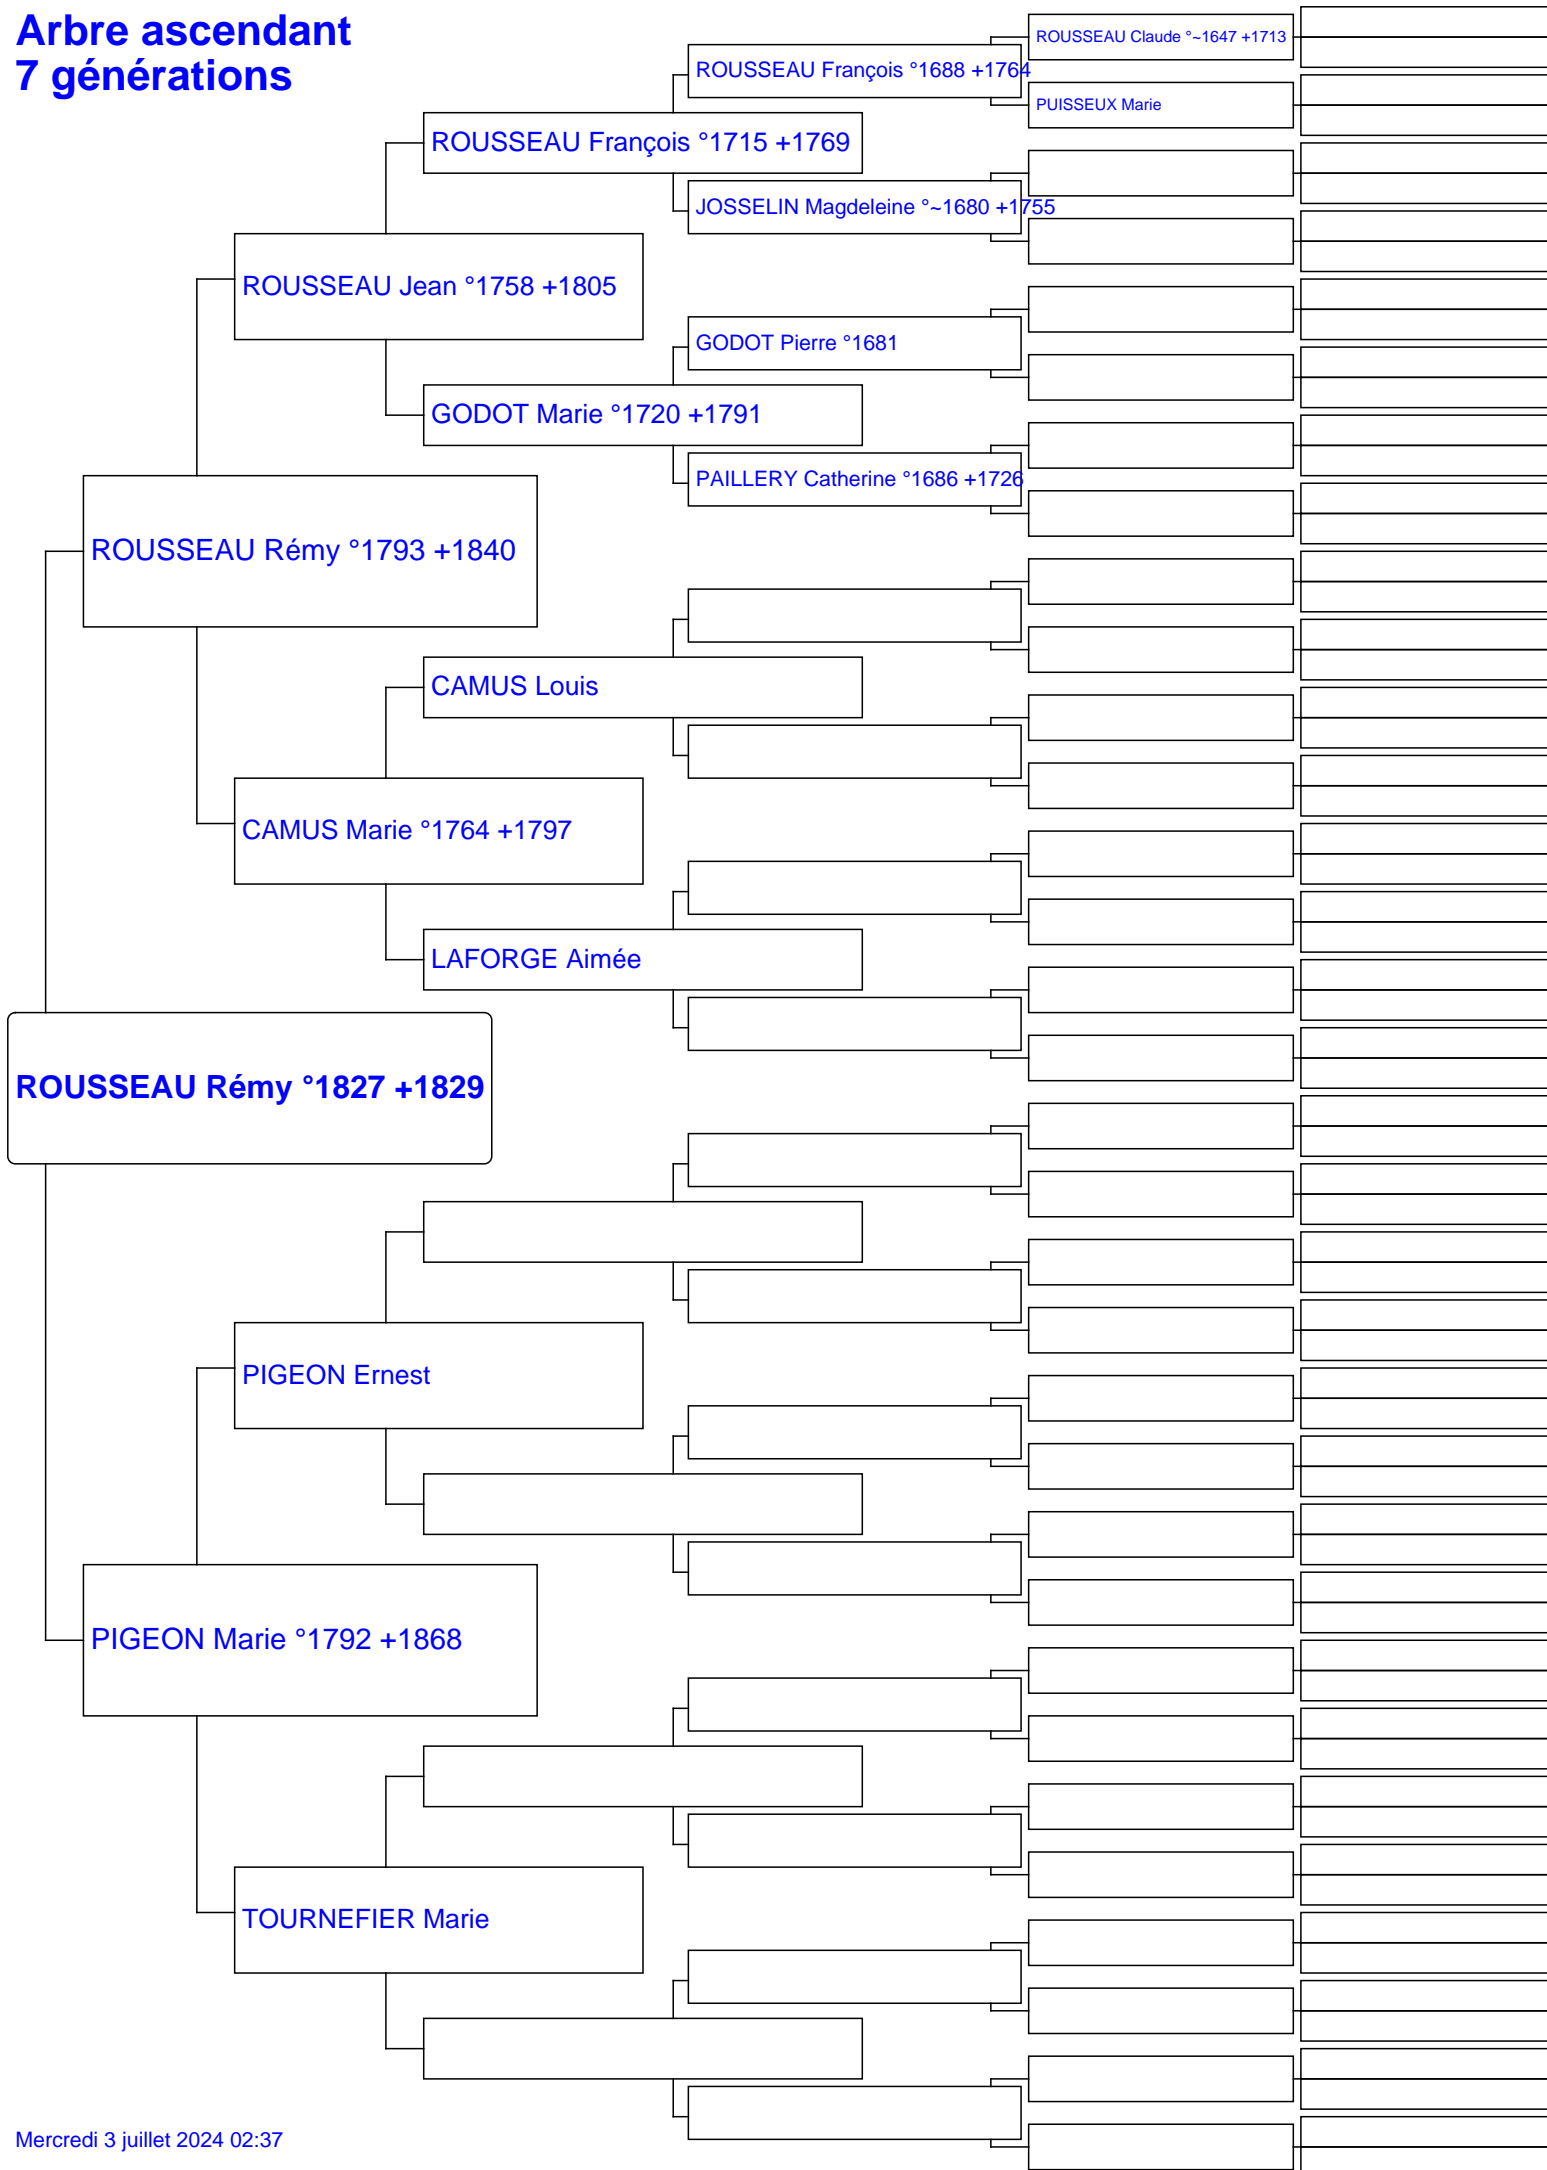 Arbre ascendant
7 générations
ROUSSEAU Claude °~1647 +1713
ROUSSEAU François °1688 +1764
PUISSEUX Marie
ROUSSEAU François °1715 +1769
JOSSELIN Magdeleine °~1680 +1755
ROUSSEAU Jean °1758 +1805
GODOT Pierre °1681
GODOT Marie °1720 +1791
PAILLERY Catherine °1686 +1726
ROUSSEAU Rémy °1793 +1840
CAMUS Louis
CAMUS Marie °1764 +1797
LAFORGE Aimée
ROUSSEAU Rémy °1827 +1829
PIGEON Ernest
PIGEON Marie °1792 +1868
TOURNEFIER Marie
Mercredi 3 juillet 2024 02:37